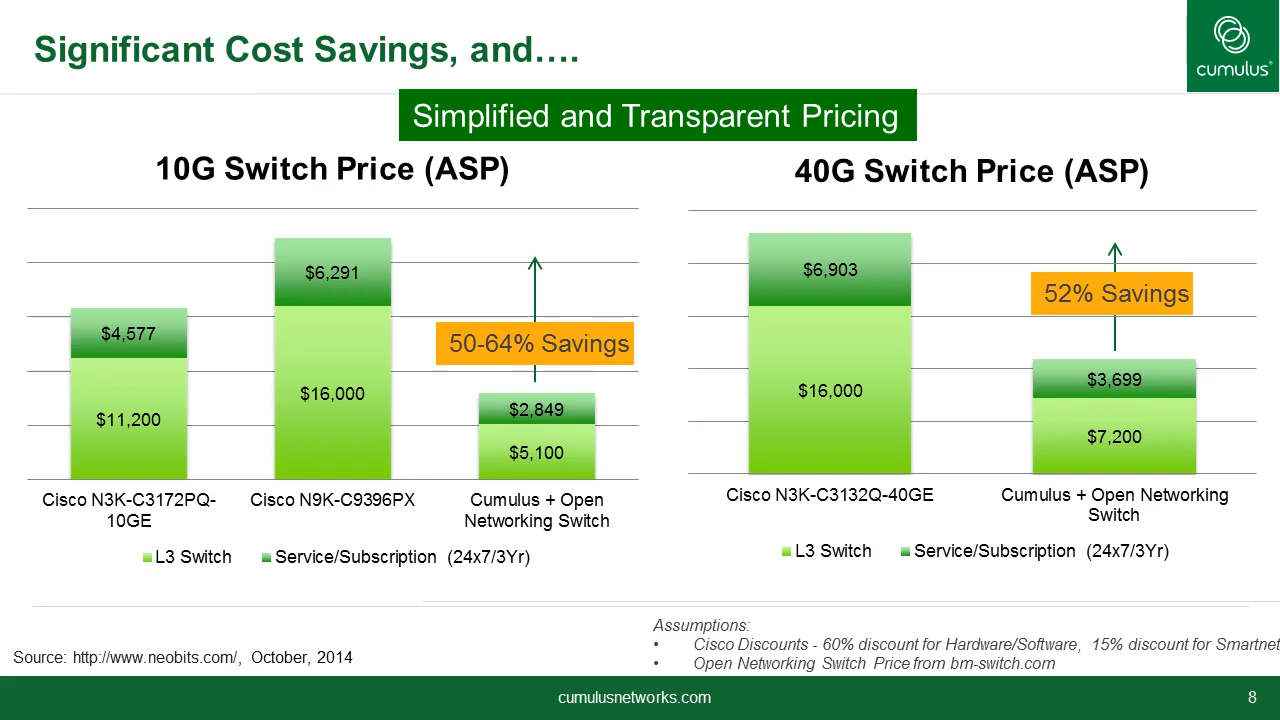 Significant Cost Savings, and….
cumulus®
Simplified and Transparent Pricing
10G Switch Price (ASP)
$4,577
$11,200
$6,291
$16,000
50-64% Savings
$2,849
$5,100
Cisco N3K-C3172PQ-
10GE
Cisco N9K-C9396PX
Cumulus + Open
Networking Switch
L3 Switch
Service/Subscription (24x7/3Yr)
40G Switch Price (ASP)
$6,903
$16,000
52% Savings
$3,699
$7,200
Cisco N3K-C3132Q-40GE
Cumulus + Open Networking
Switch
L3 Switch
Service/Subscription (24x7/3Yr)
Source: http://www.neobits.com/, October, 2014
Assumptions:
• Cisco Discounts - 60% discount for Hardware/Software, 15% discount for Smartnet
• Open Networking Switch Price from bm-switch.com
cumulusnetworks.com
8